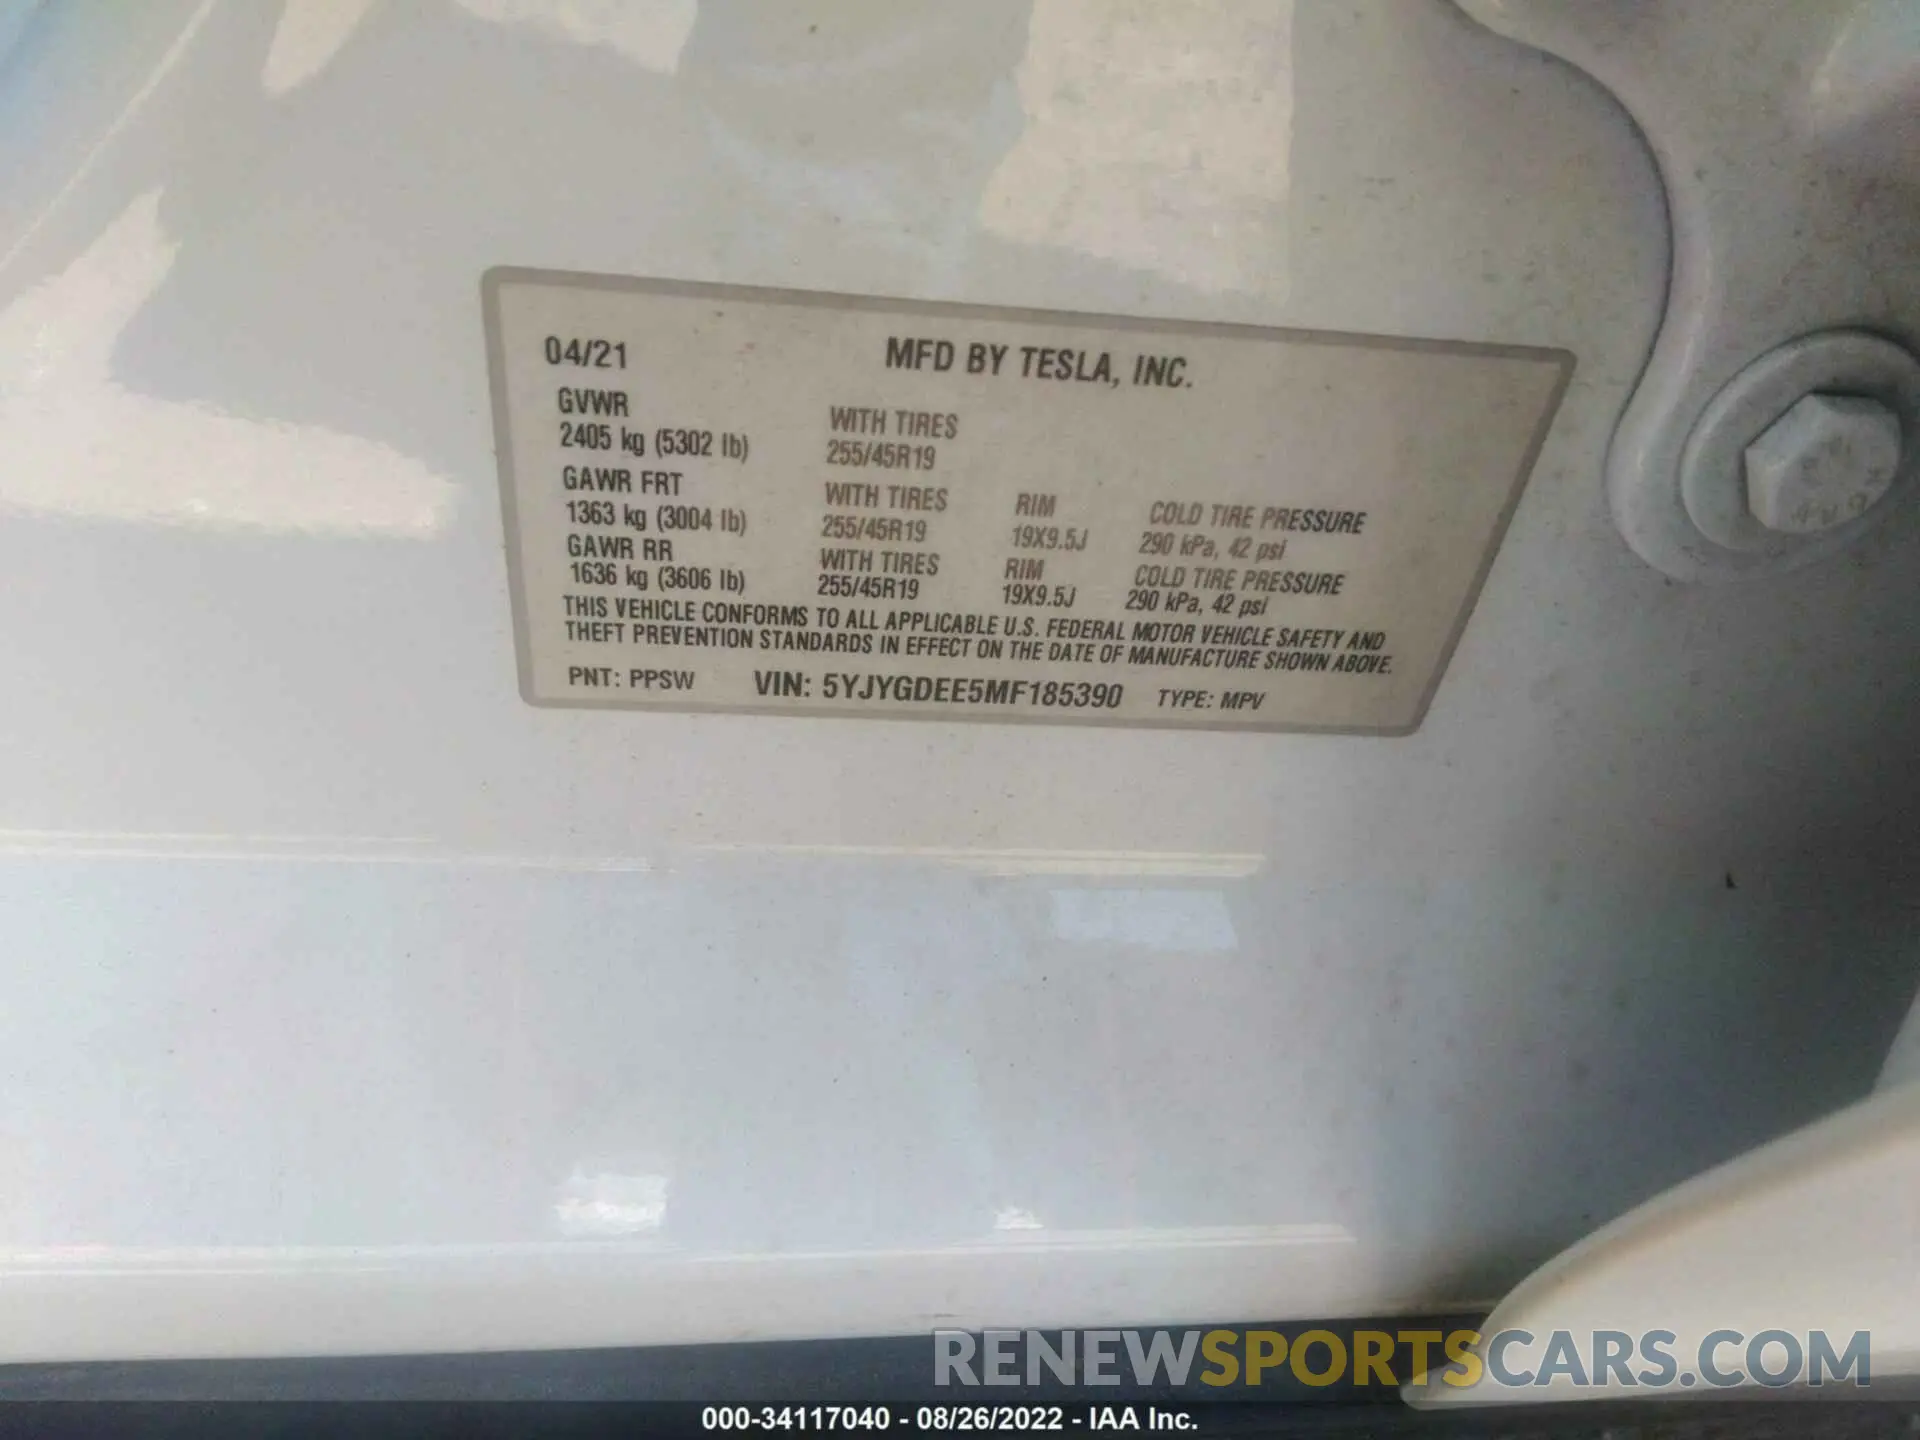 04/21 MFD BY TESLA, INC.
GVWR WITH TIRES
2405 kg (5302 lb) 255/45R19
GAWR FRT WITH TIRES RIM COLD TIRE PRESSURE
1363 kg (3004 lb) 255/45R19 19X9.5J 290 kPa, 42 psi
GAWR RR WITH TIRES RIM COLD TIRE PRESSURE
1636 kg (3606 lb) 255/45R19 19X9.5J 290 kPa, 42 psi
THIS VEHICLE CONFORMS TO ALL APPLICABLE U.S. FEDERAL MOTOR VEHICLE SAFETY AND
THEFT PREVENTION STANDARDS IN EFFECT ON THE DATE OF MANUFACTURE SHOWN ABOVE.
PNT: PPSW VIN: 5YJYGDEE5MF185390 TYPE: MPV
RENEWSPORTSCARS.COM
000-34117040 - 08/26/2022 - IAA Inc.